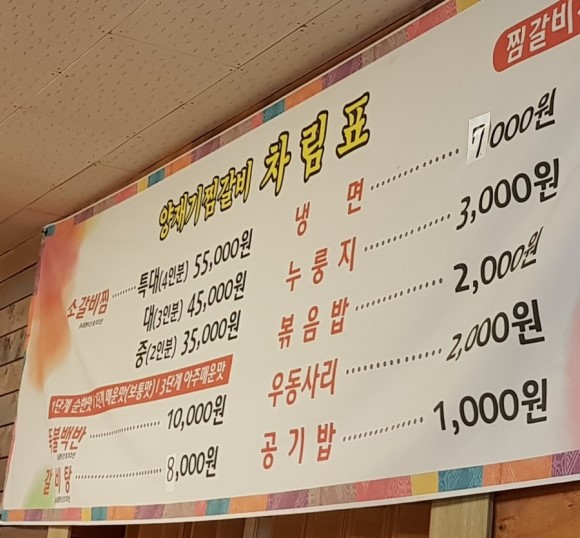 찜갈비
양재기찜갈비 차림표
소갈비찜 특대(4인분) 55,000원
대(3인분) 45,000원
중(2인분) 35,000원
1단계 순한맛 매운맛(보통맛) / 3단계 아주매운맛
돌불백반 10,000원
갈비탕 8,000원
냉면 7000원
누룽지 3,000원
볶음밥 2,000원
우동사리 2,000원
공기밥 1,000원